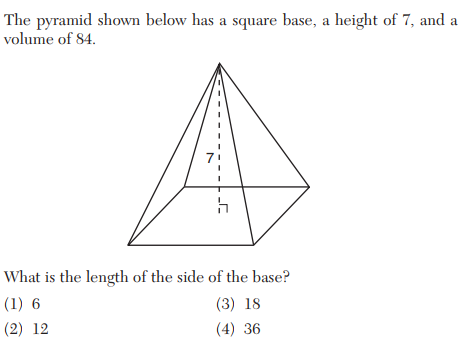 The pyramid shown below has a square base, a height of 7, and a
volume of 84.
7
What is the length of the side of the base?
(1) 6 (3) 18
(2) 12 (4) 36